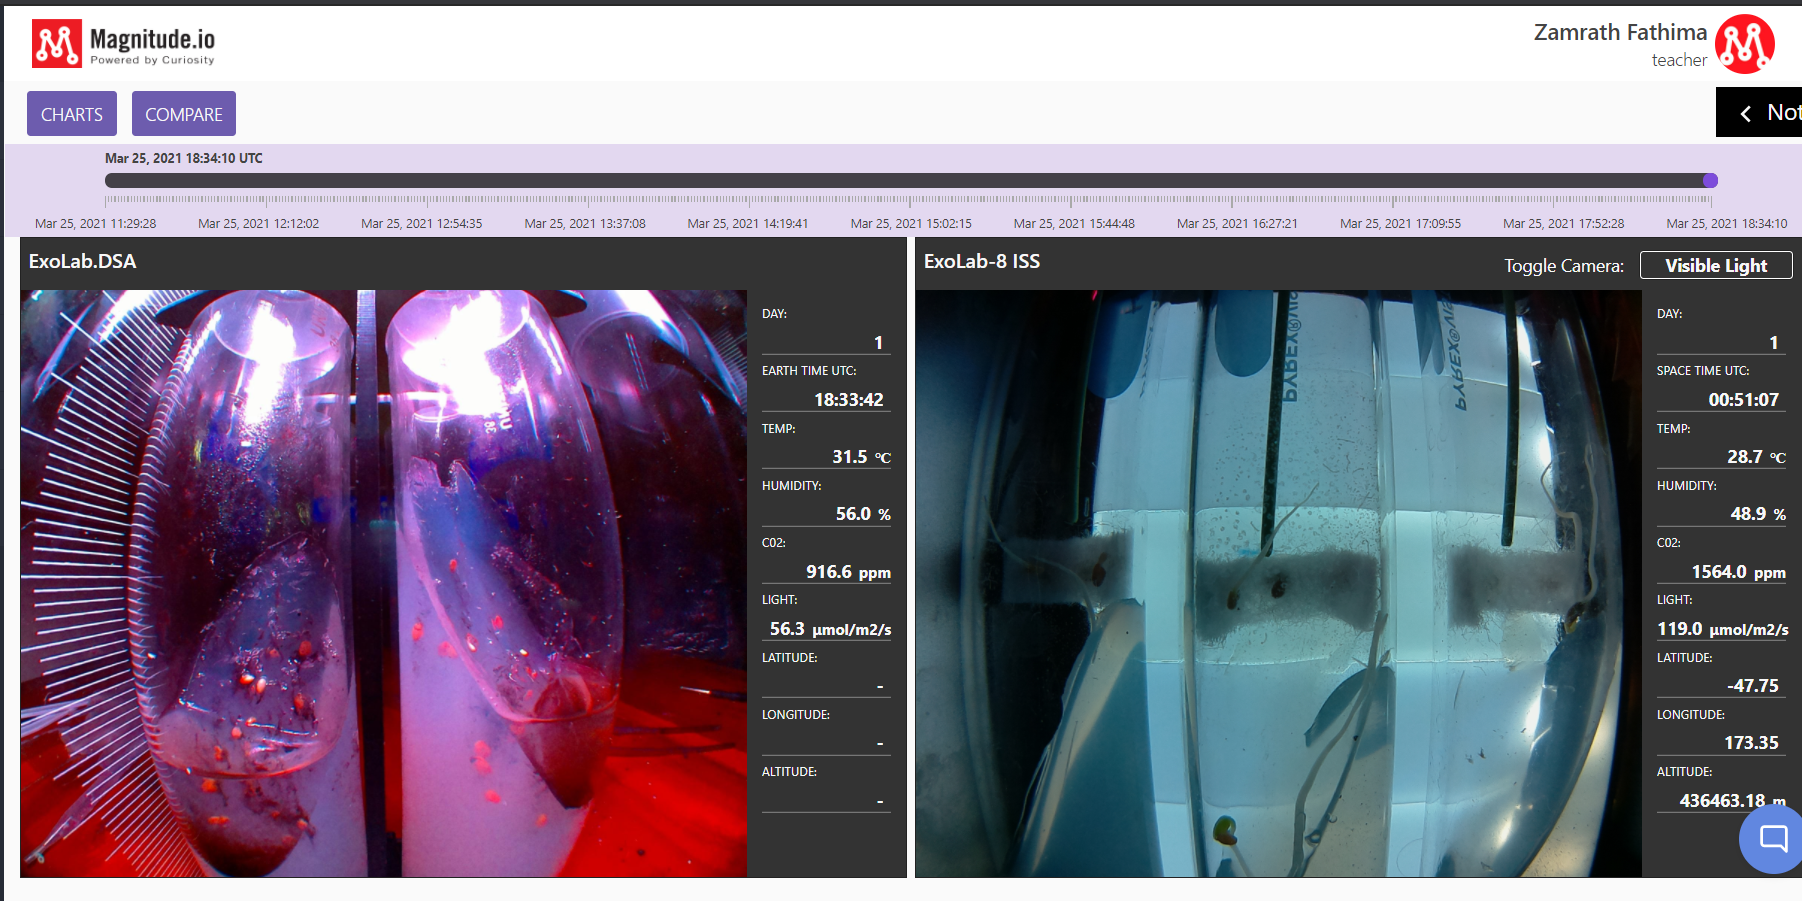 Magnitude.io
Powered by Curiosity
Zamrath Fathima
teacher
CHARTS
COMPARE
Not
Mar 25, 2021 18:34:10 UTC
Mar 25, 2021 11:29:28
Mar 25, 2021 12:12:02
Mar 25, 2021 12:54:35
Mar 25, 2021 13:37:08
Mar 25, 2021 14:19:41
Mar 25, 2021 15:02:15
Mar 25, 2021 15:44:48
Mar 25, 2021 16:27:21
Mar 25, 2021 17:09:55
Mar 25, 2021 17:52:28
Mar 25, 2021 18:34:10
ExoLab.DSA
DAY:
1
EARTH TIME UTC:
18:33:42
TEMP:
31.5 °C
HUMIDITY:
56.0 %
C02:
916.6 ppm
LIGHT:
56.3 µmol/m2/s
LATITUDE:
-
LONGITUDE:
-
ALTITUDE:
-
ExoLab-8 ISS
Toggle Camera:
Visible Light
PYREX®
PYREX®
DAY:
1
SPACE TIME UTC:
00:51:07
TEMP:
28.7 °C
HUMIDITY:
48.9 %
C02:
1564.0 ppm
LIGHT:
119.0 µmol/m2/s
LATITUDE:
-47.75
LONGITUDE:
173.35
ALTITUDE:
436463.18 m